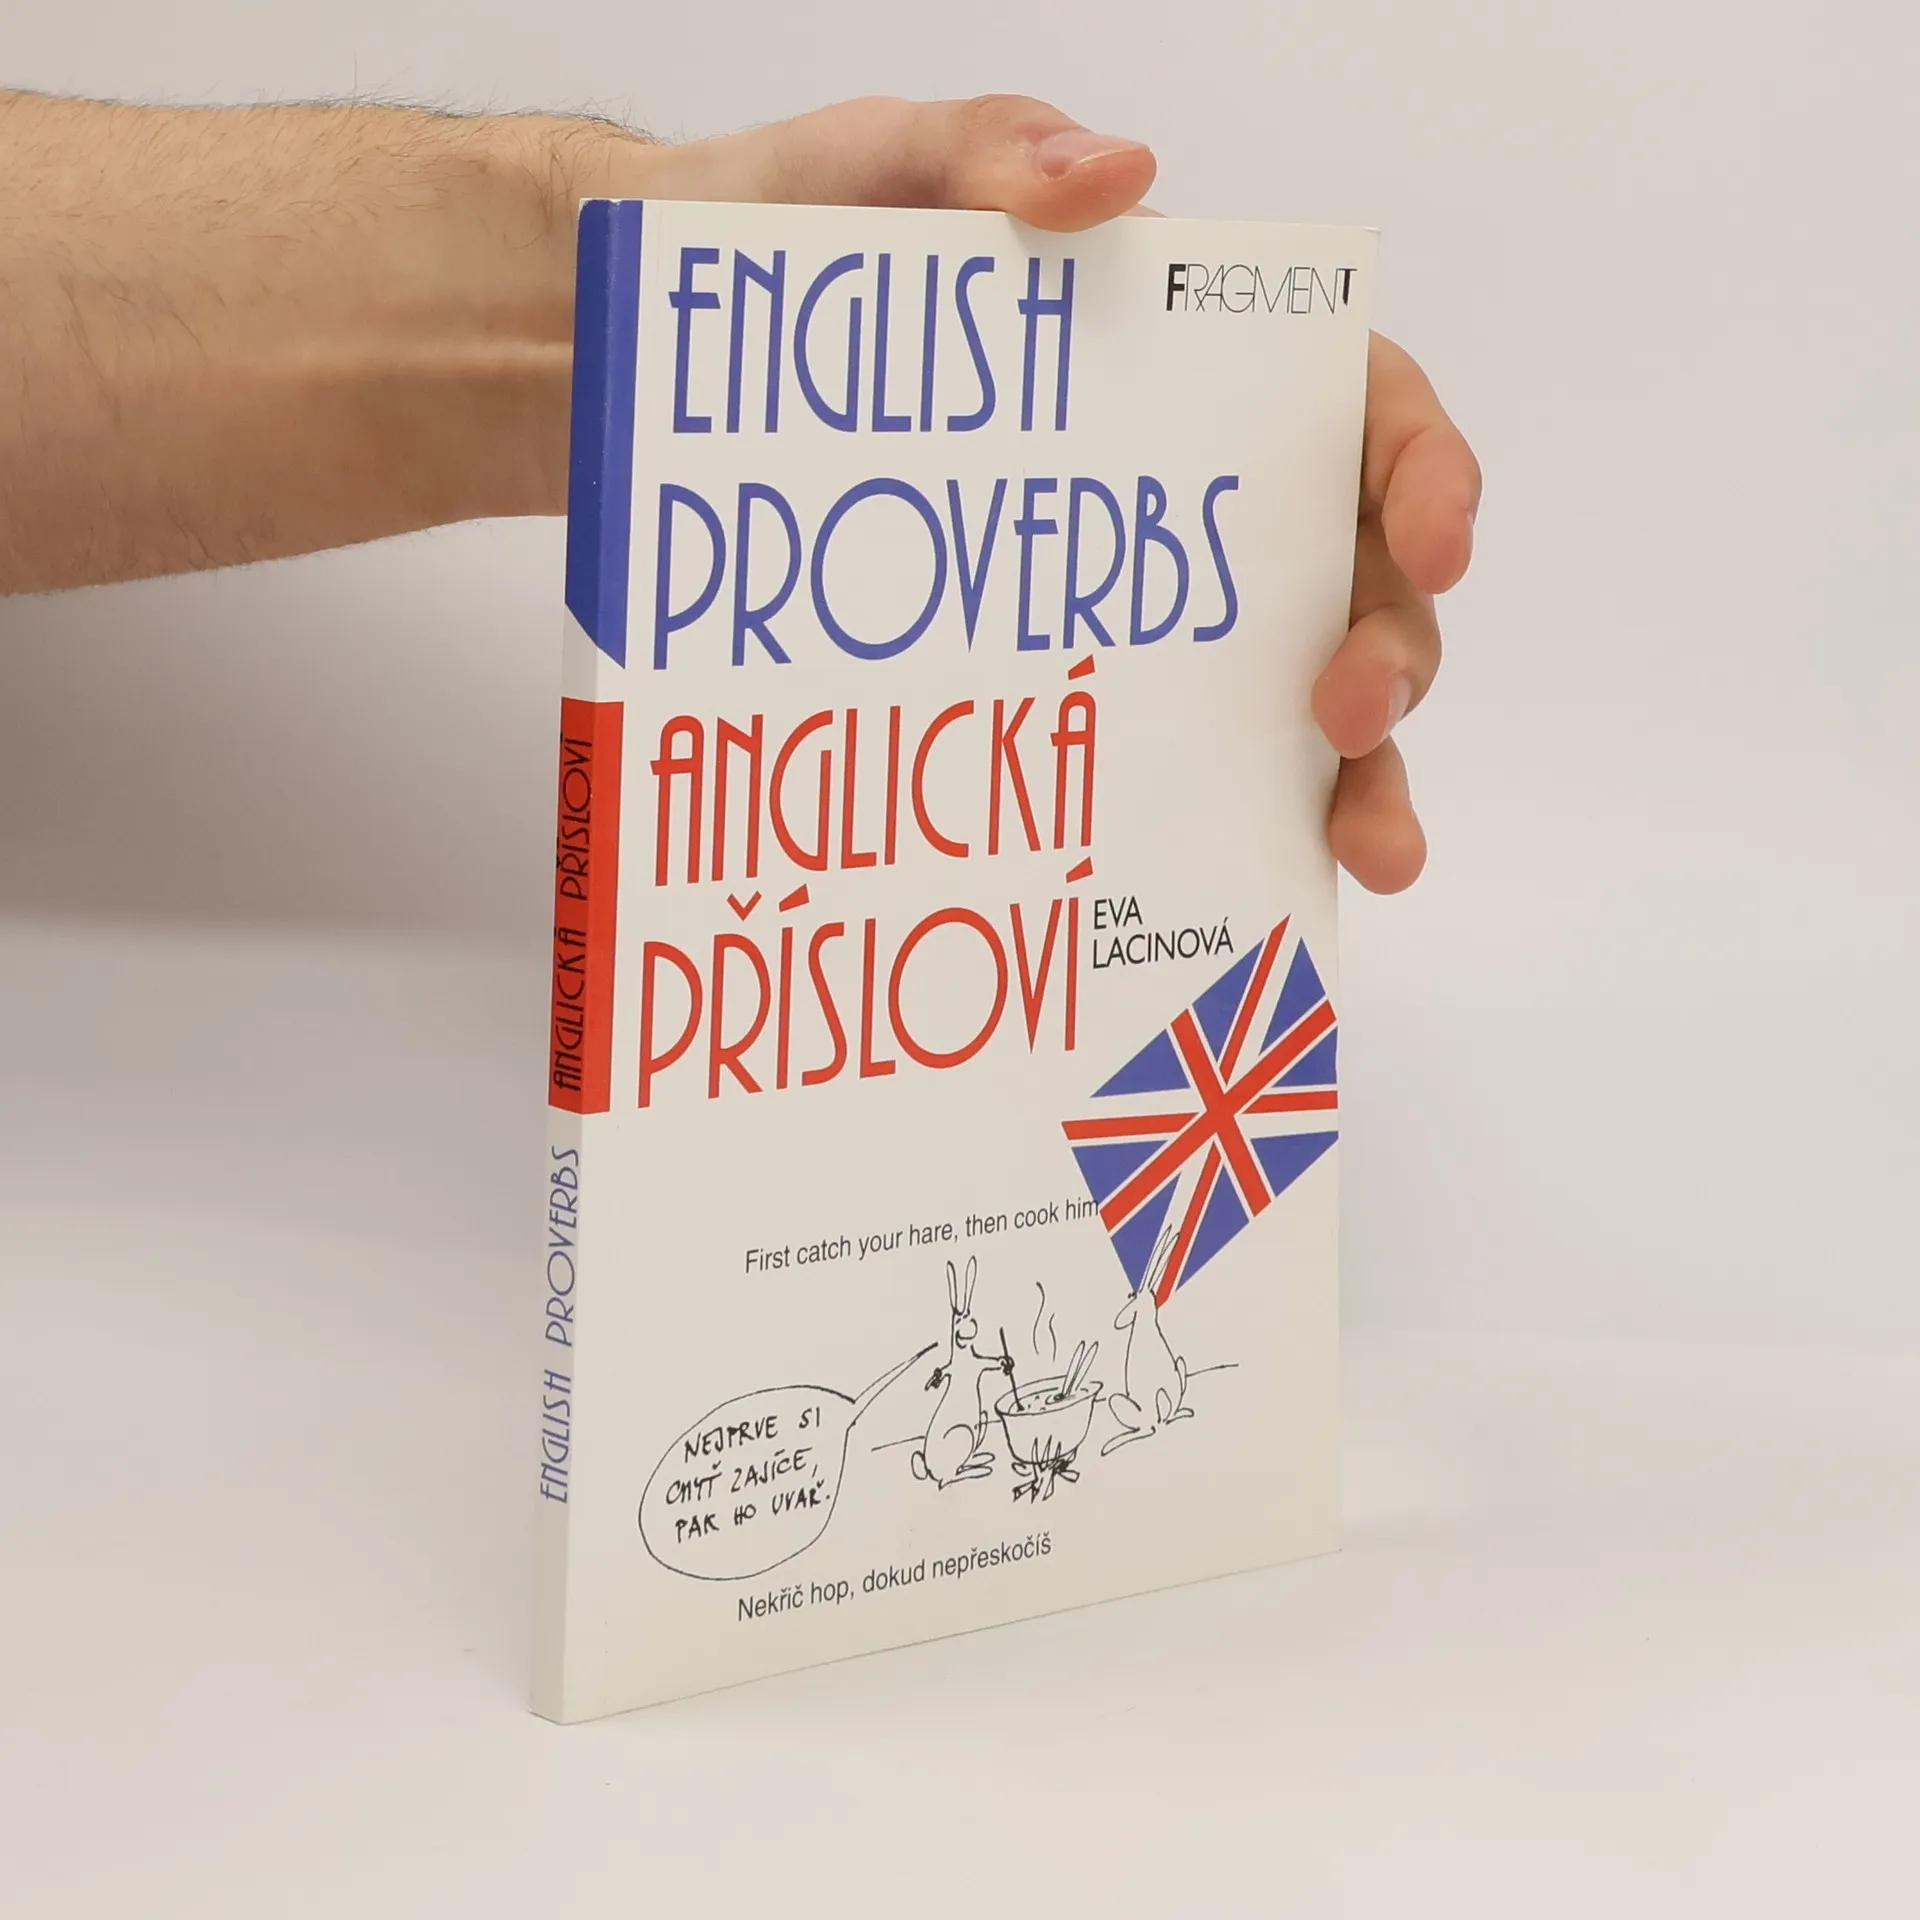 FRAGMENT
ENGLISH
PROVERBS
ANGLICKÁ
PŘÍSLOVÍ
EVA
LACINOVÁ
First catch your hare, then cook him
NEJPRVE SI
CHYŤ ZAJÍCE,
PAK HO UVAŘ.
Nekřič hop, dokud nepřeskočíš
ENGLISH PROVERBS ANGLICKÁ PŘÍSLOVÍ